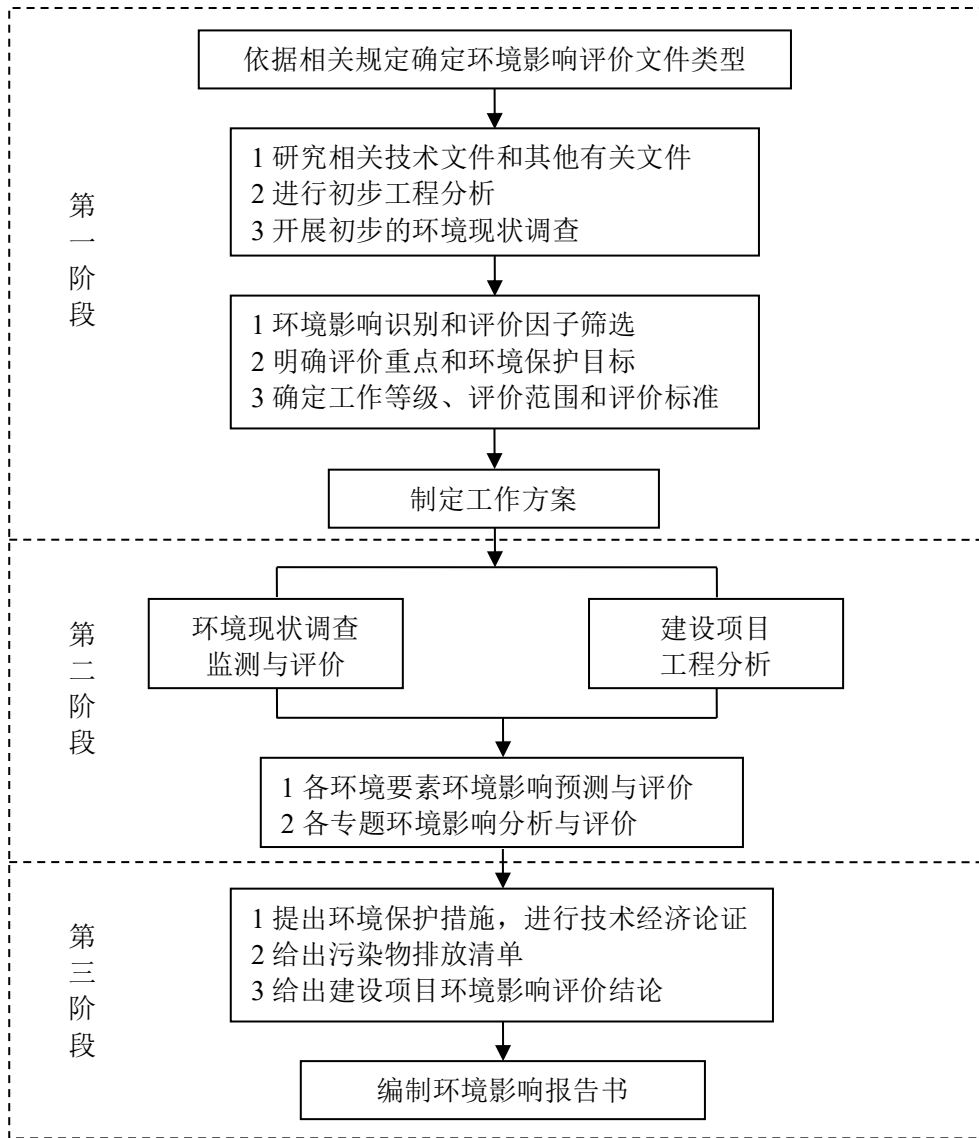 依据相关规定确定环境影响评价文件类型
1 研究相关技术文件和其他有关文件
2 进行初步工程分析
3 开展初步的环境现状调查
第一阶段
1 环境影响识别和评价因子筛选
2 明确评价重点和环境保护目标
3 确定工作等级、评价范围和评价标准
制定工作方案
第二阶段
环境现状调查
监测与评价
建设项目
工程分析
1 各环境要素环境影响预测与评价
2 各专题环境影响分析与评价
第三阶段
1 提出环境保护措施，进行技术经济论证
2 给出污染物排放清单
3 给出建设项目环境影响评价结论
编制环境影响报告书